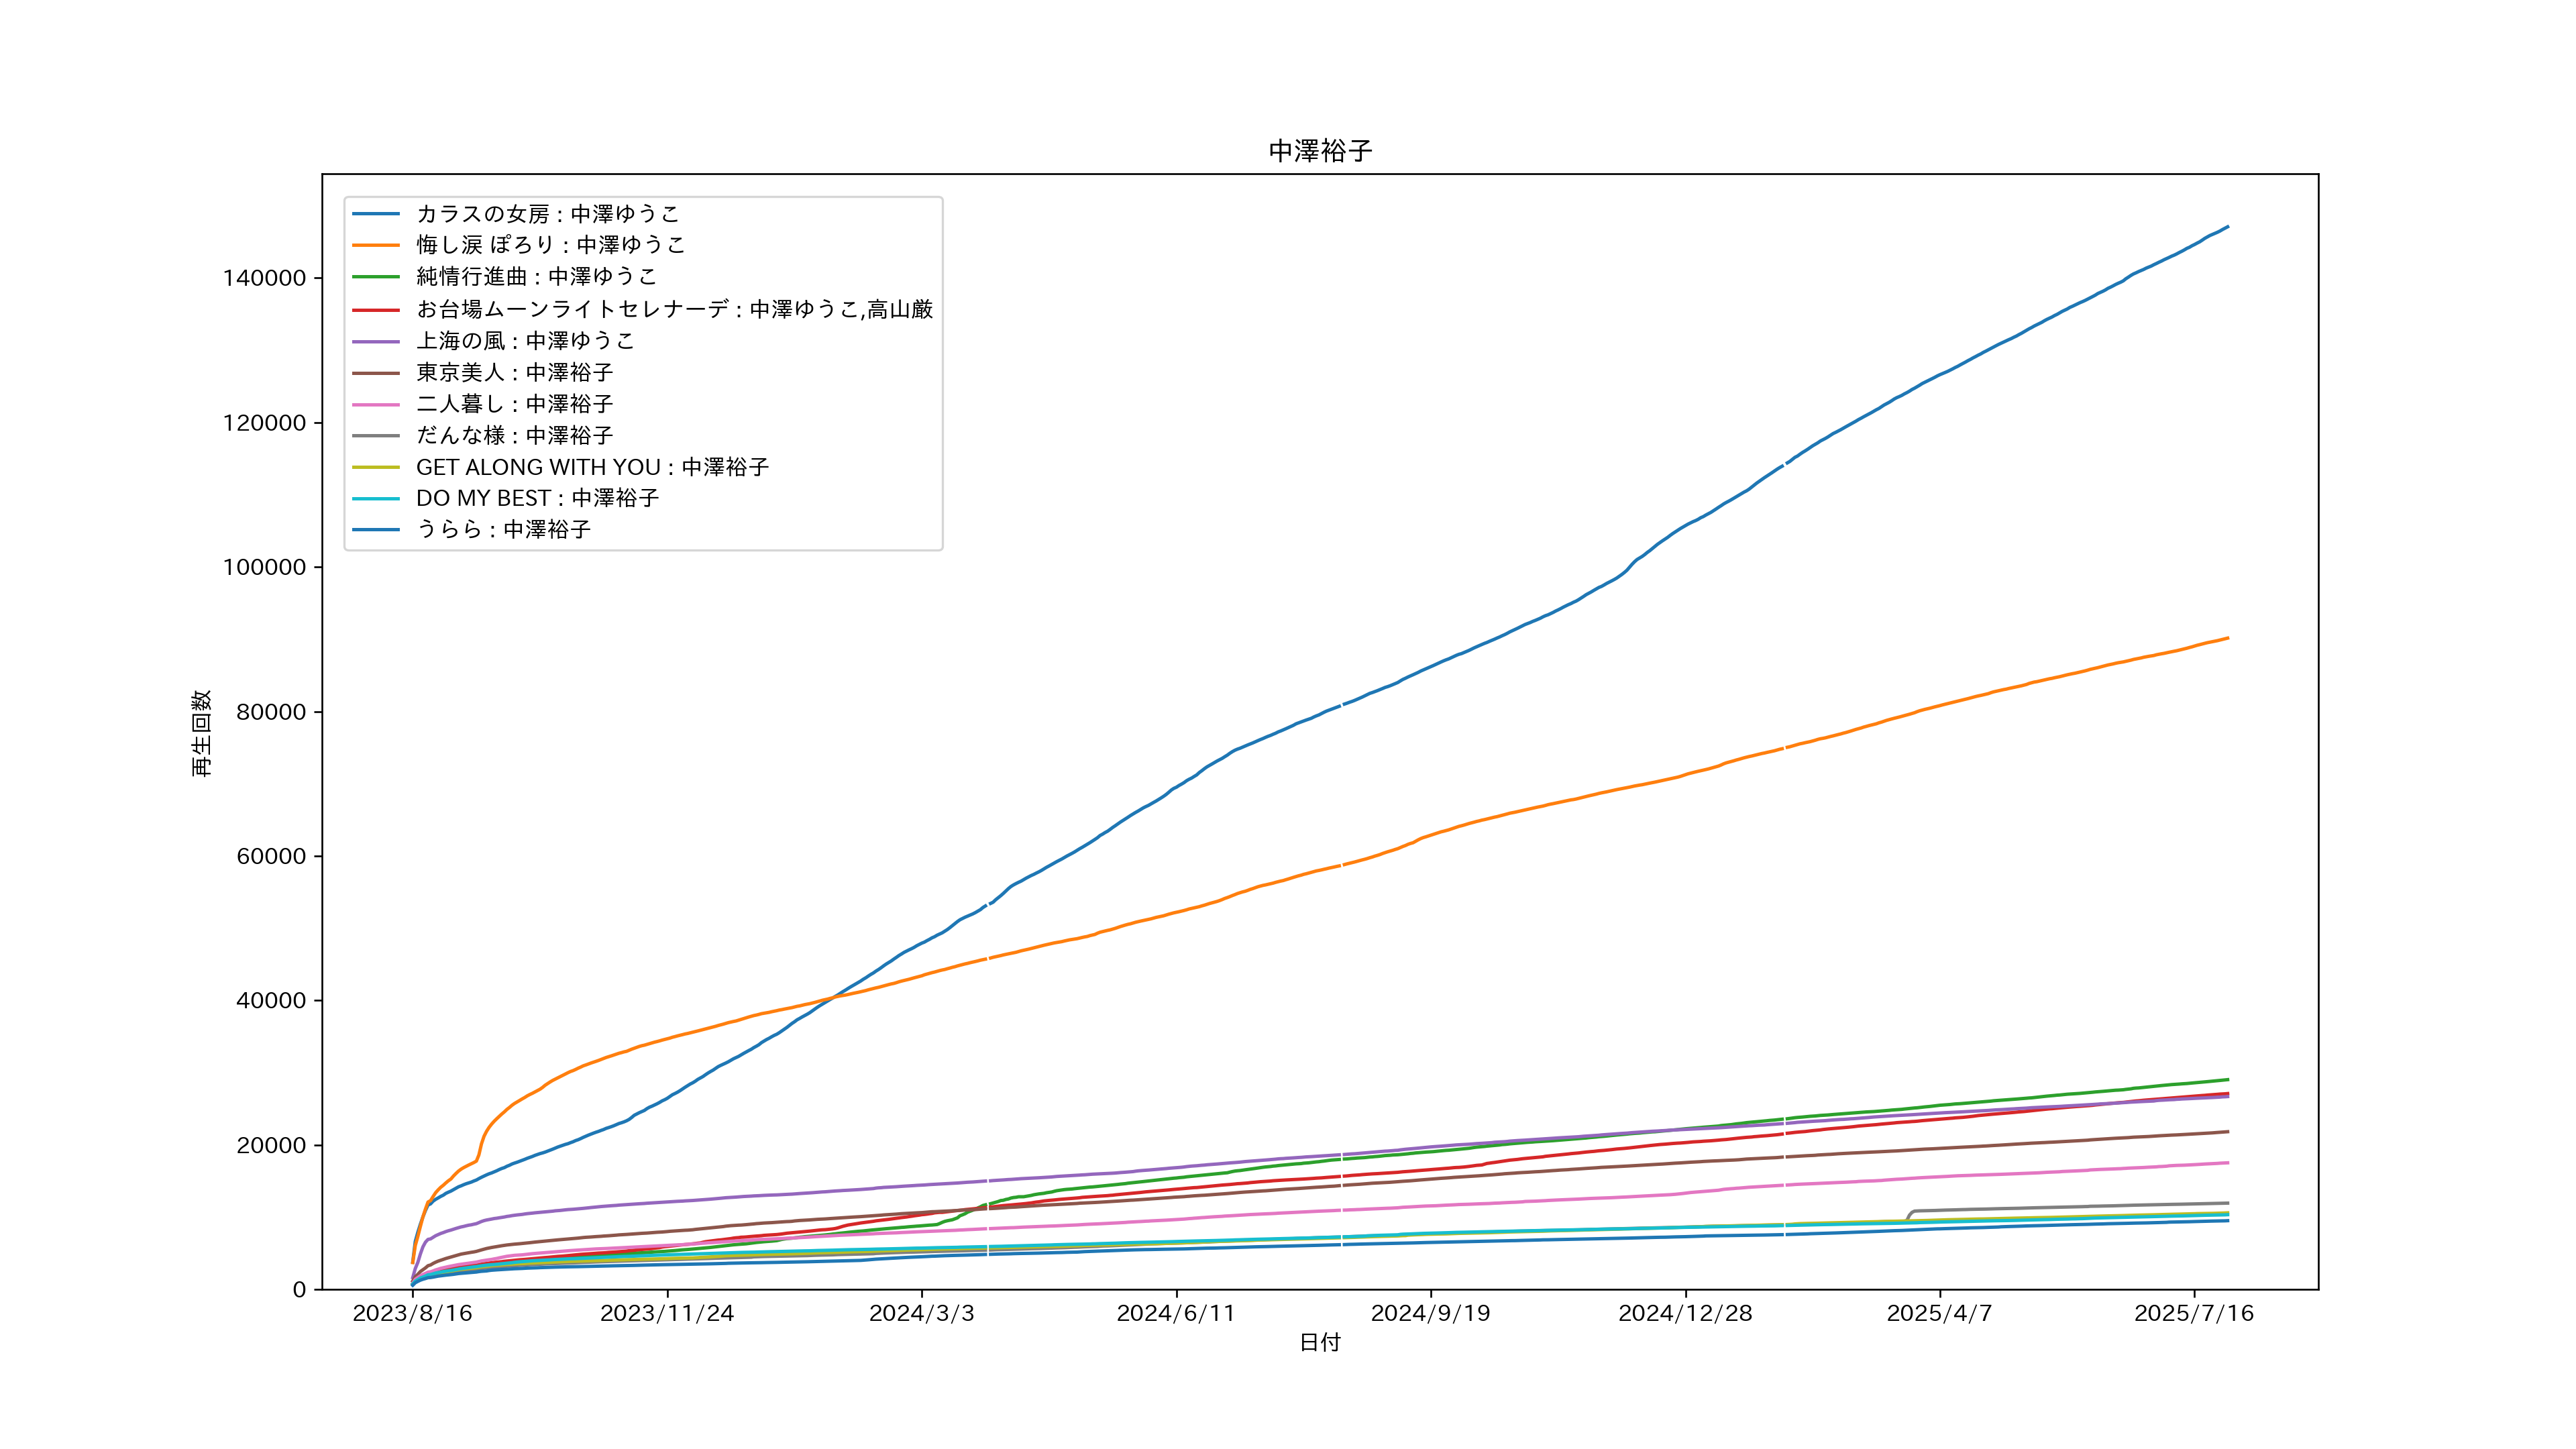 中澤裕子
カラスの女房 : 中澤ゆうこ
悔し涙 ぽろり : 中澤ゆうこ
純情行進曲 : 中澤ゆうこ
お台場ムーンライトセレナーデ : 中澤ゆうこ,高山厳
上海の風 : 中澤ゆうこ
東京美人 : 中澤裕子
二人暮し : 中澤裕子
だんな様 : 中澤裕子
GET ALONG WITH YOU : 中澤裕子
DO MY BEST : 中澤裕子
うらら : 中澤裕子
140000
120000
100000
80000
60000
40000
20000
0
再生回数
2023/8/16 2023/11/24 2024/3/3 2024/6/11 2024/9/19 2024/12/28 2025/4/7 2025/7/16
日付